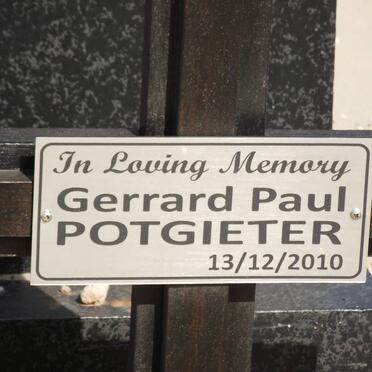 In Loving Memory
Gerrard Paul
POTGIETER
13/12/2010